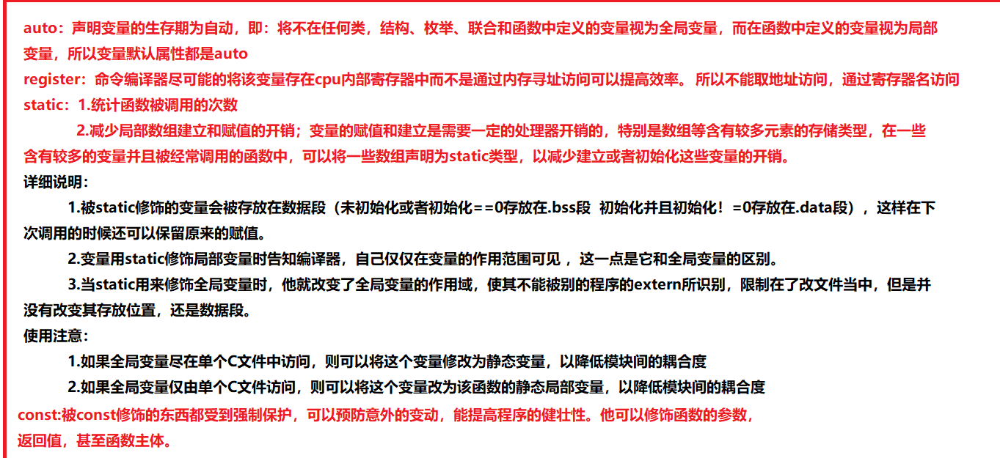 auto：声明变量的生存期为自动，即：将不在任何类，结构、枚举、联合和函数中定义的变量视为全局变量，而在函数中定义的变量视为局部
变量，所以变量默认属性都是auto
register：命令编译器尽可能的将该变量存在cpu内部寄存器中而不是通过内存寻址访问可以提高效率。 所以不能取地址访问，通过寄存器名访问
static：1.统计函数被调用的次数
2.减少局部数组建立和赋值的开销；变量的赋值和建立是需要一定的处理器开销的，特别是数组等含有较多元素的存储类型，在一些
含有较多的变量并且被经常调用的函数中，可以将一些数组声明为static类型，以减少建立或者初始化这些变量的开销。
详细说明：
1.被static修饰的变量会被存放在数据段（未初始化或者初始化==0存放在.bss段 初始化并且初始化！=0存放在.data段），这样在下
次调用的时候还可以保留原来的赋值。
2.变量用static修饰局部变量时告知编译器，自己仅仅在变量的作用范围可见 ，这一点是它和全局变量的区别。
3.当static用来修饰全局变量时，他就改变了全局变量的作用域，使其不能被别的程序的extern所识别，限制在了改文件当中，但是并
没有改变其存放位置，还是数据段。
使用注意：
1.如果全局变量尽在单个C文件中访问，则可以将这个变量修改为静态变量，以降低模块间的耦合度
2.如果全局变量仅由单个C文件访问，则可以将这个变量改为该函数的静态局部变量，以降低模块间的耦合度
const:被const修饰的东西都受到强制保护，可以预防意外的变动，能提高程序的健壮性。他可以修饰函数的参数，
返回值，甚至函数主体。